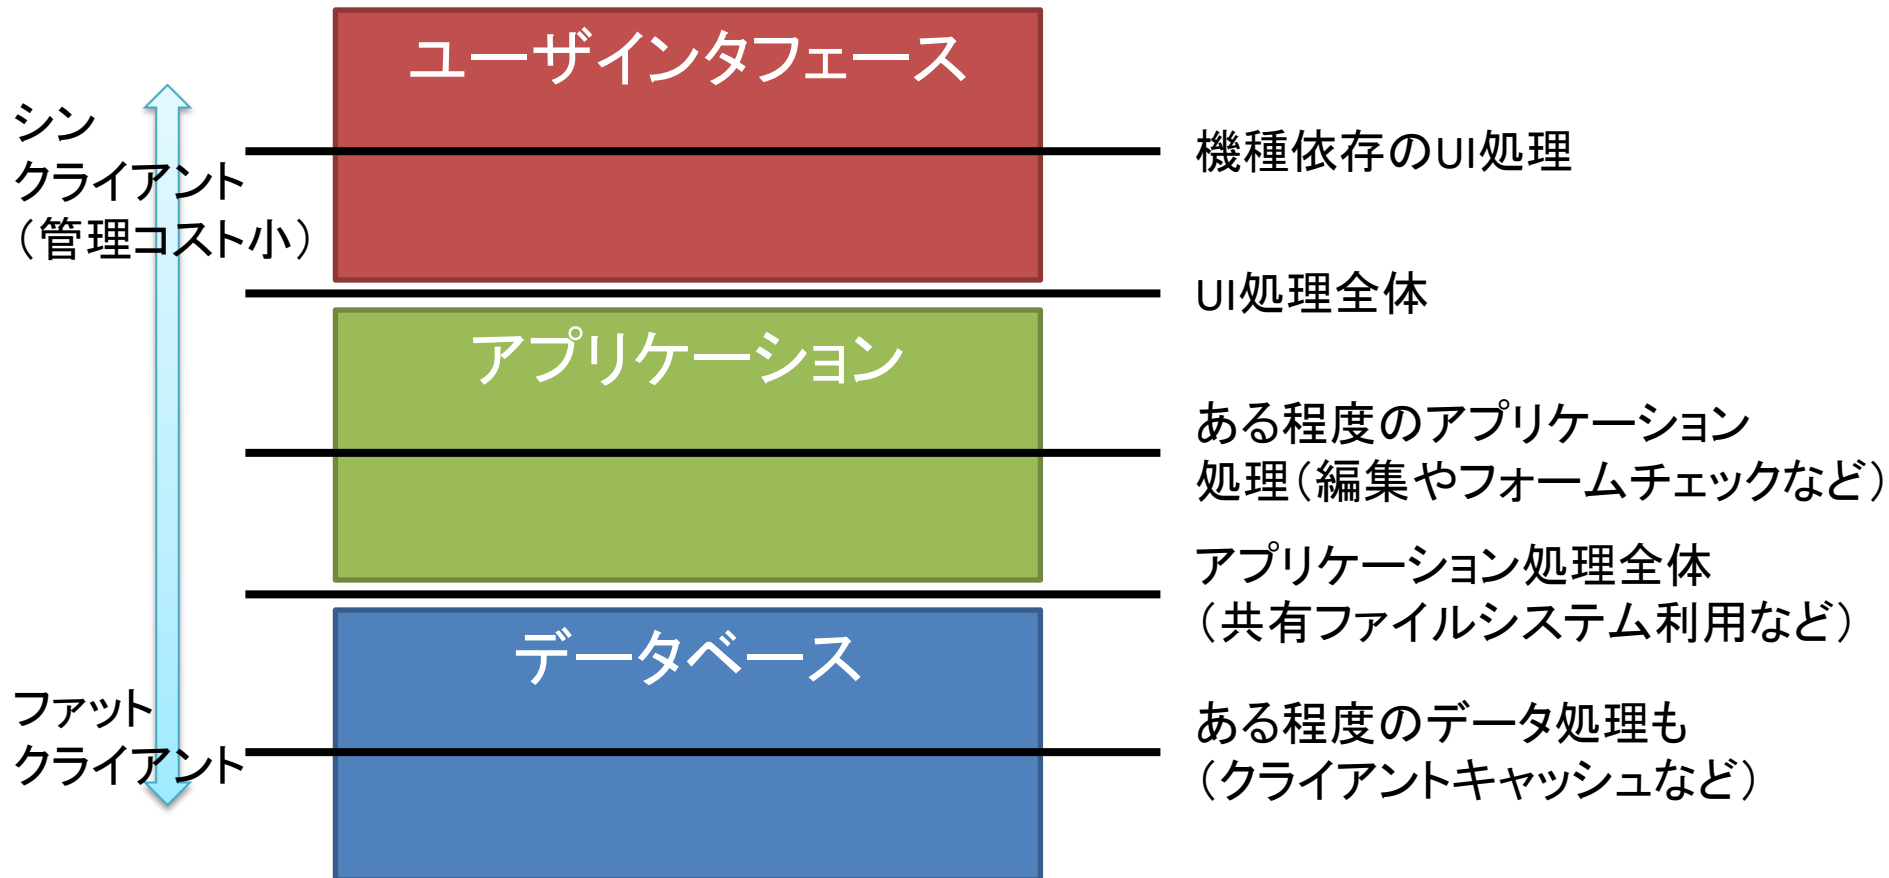 ユーザインタフェース
シン
クライアント
（管理コスト小）
機種依存のUI処理
UI処理全体
アプリケーション
ある程度のアプリケーション
処理（編集やフォームチェックなど）
アプリケーション処理全体
（共有ファイルシステム利用など）
データベース
ファット
クライアント
ある程度のデータ処理も
（クライアントキャッシュなど）